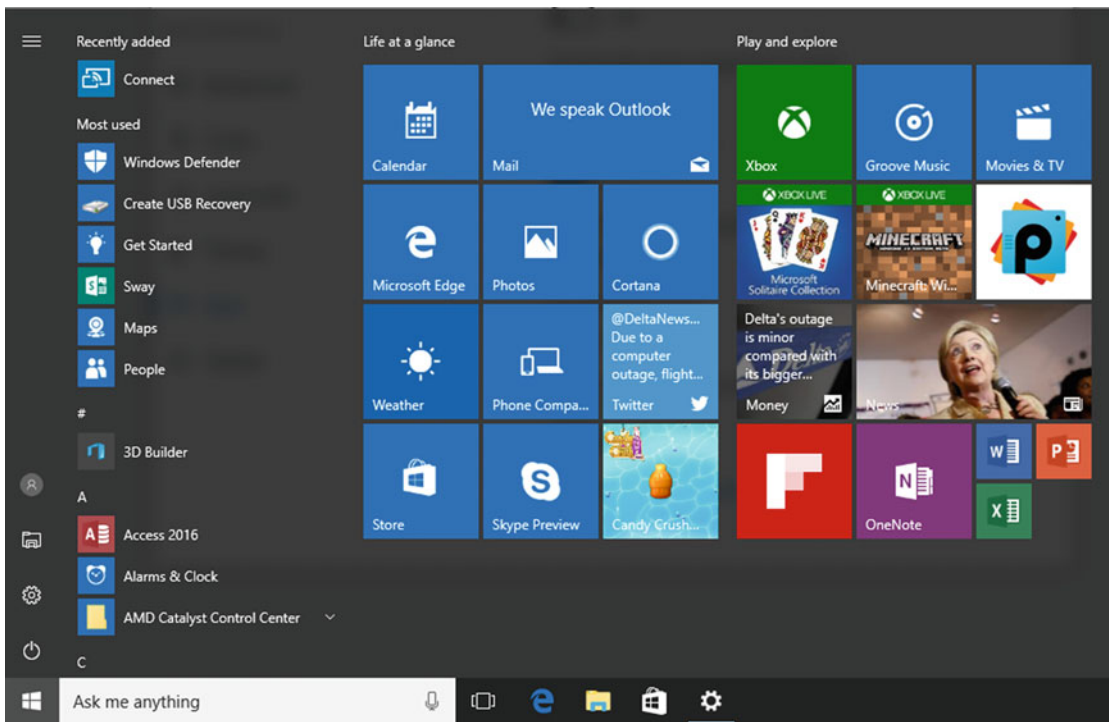 Recently added
Connect
Most used
Windows Defender
Create USB Recovery
Get Started
Sway
Maps
People
#
3D Builder
A
Access 2016
Alarms & Clock
AMD Catalyst Control Center
C
Life at a glance
Calendar
We speak Outlook
Mail
Microsoft Edge
Photos
Cortana
Weather
Phone Compa...
@DeltaNews...
Due to a
computer
outage, flight...
Twitter
Store
Skype Preview
Candy Crush...
Play and explore
Xbox
Groove Music
Movies & TV
XBOX LIVE
Microsoft
Solitaire Collection
XBOX LIVE
MINECRAFT
Minecraft: Wi...
Delta's outage
is minor
compared with
its bigger...
Money
News
OneNote
Ask me anything